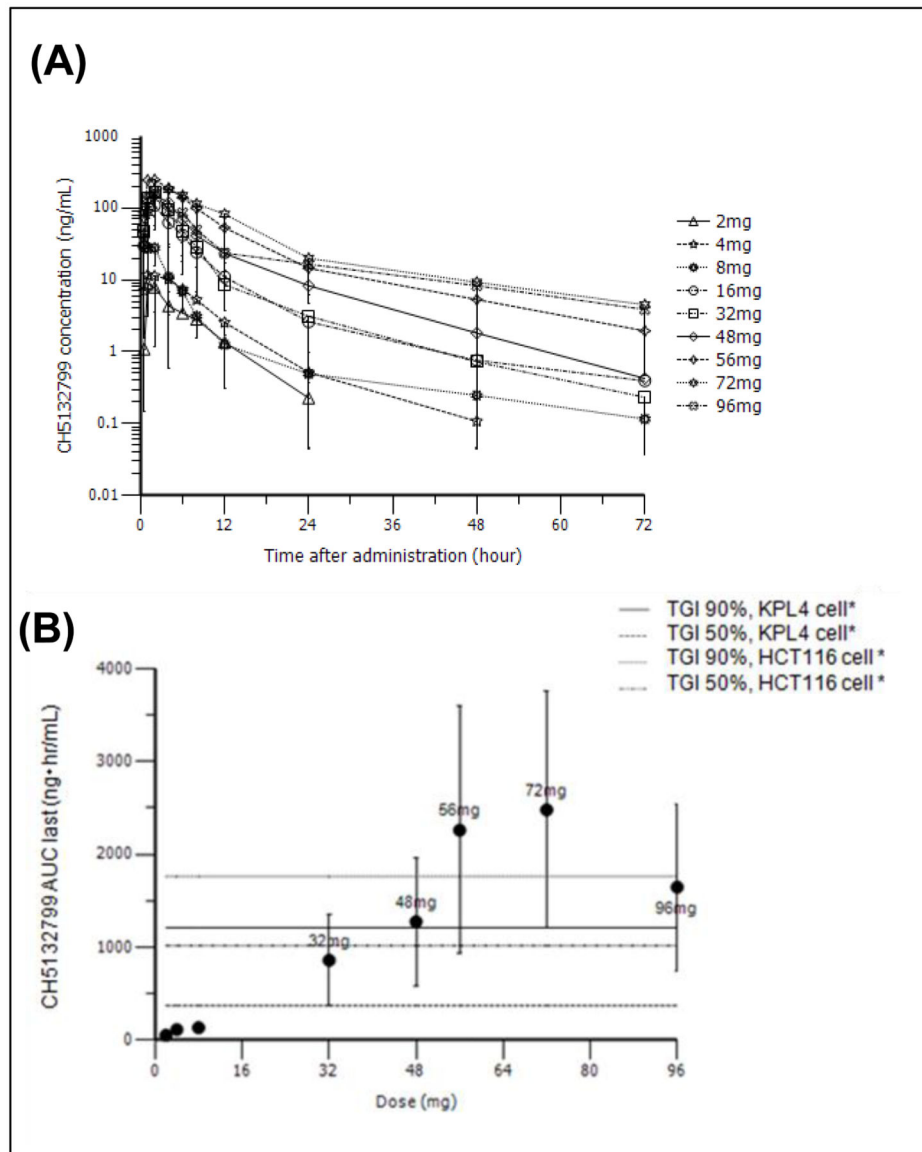 (A)
CH5132799 concentration (ng/mL)
1000
100
10
1
0.1
0.01
0
12
24
36
48
60
72
Time after administration (hour)
2mg
4mg
8mg
16mg
32mg
48mg
56mg
72mg
96mg
(B)
TGI 90%, KPL4 cell*
TGI 50%, KPL4 cell*
TGI 90%, HCT116 cell *
TGI 50%, HCT116 cell *
CH5132799 AUC last (ng·hr/mL)
4000
3000
2000
1000
0
32mg
48mg
56mg
72mg
96mg
0
16
32
48
64
80
96
Dose (mg)